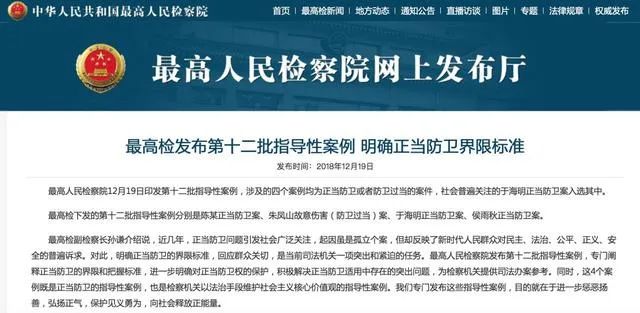 中华人民共和国最高人民检察院
首页 | 最高检新闻 | 地方动态 | 通知公告 | 直播访谈 | 图片 | 专题 | 法律规章 | 权威发布
最高人民检察院网上发布厅
最高检发布第十二批指导性案例 明确正当防卫界限标准
发布时间：2018年12月19日
最高人民检察院12月19日印发第十二批指导性案例，涉及的四个案例均为正当防卫或者防卫过当的案件，社会普遍关注的于海明正当防卫案入选其中。
最高检下发的第十二批指导性案例分别是陈某正当防卫案、朱凤山故意伤害（防卫过当）案、于海明正当防卫案、侯雨秋正当防卫案。
最高检副检察长孙谦介绍说，近几年，正当防卫问题引发社会广泛关注，起因虽是孤立个案，但却反映了新时代人民群众对民主、法治、公平、正义、安
全的普遍诉求。对此，明确正当防卫的界限标准，回应群众关切，是当前司法机关一项突出和紧迫的任务。最高人民检察院发布第十二批指导性案例，专门阐
释正当防卫的界限和把握标准，进一步明确对正当防卫权的保护，积极解决正当防卫适用中存在的突出问题，为检察机关提供司法办案参考。同时，这4个案
例既是正当防卫的指导性案例，也是检察机关以法治手段维护社会主义核心价值观的指导性案例。我们专门发布这些指导性案例，目的就在于进一步惩恶扬
善，弘扬正气，保护见义勇为，向社会释放正能量。